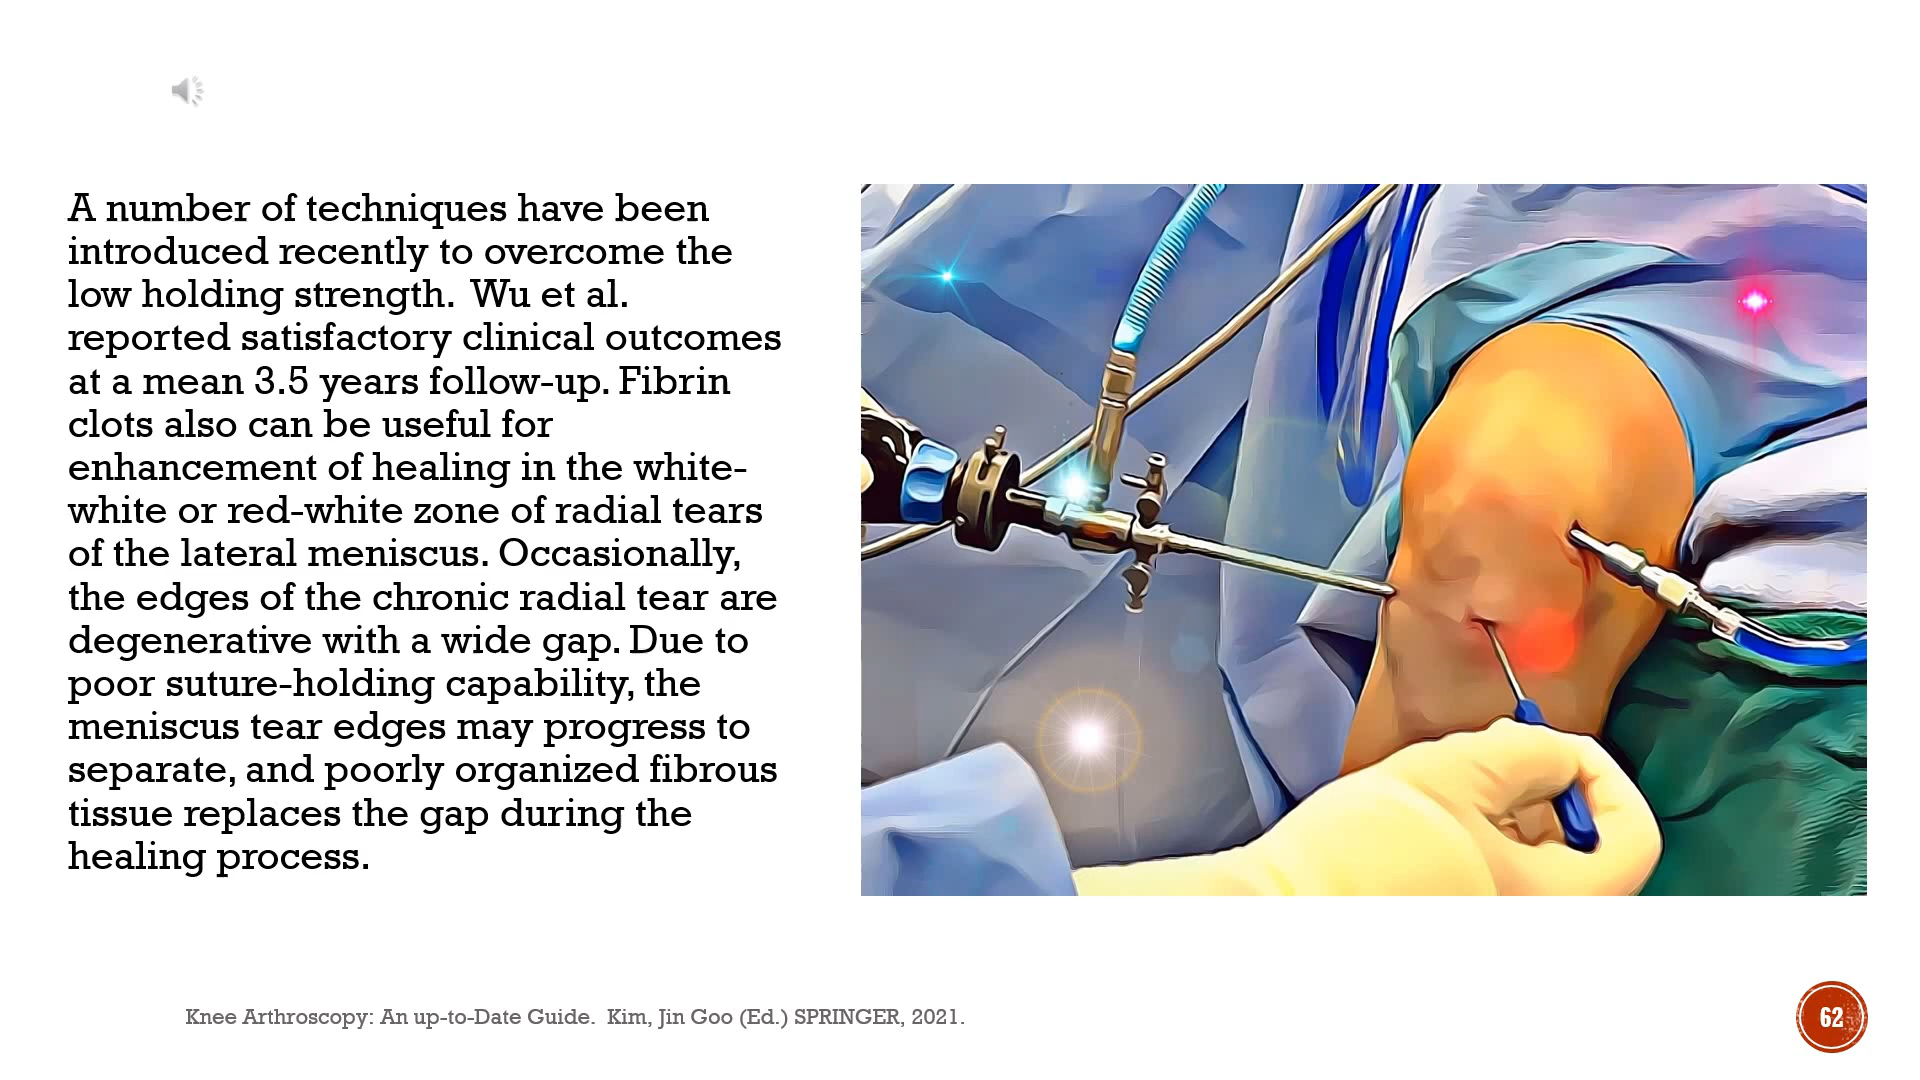 A number of techniques have been
introduced recently to overcome the
low holding strength.  Wu et al.
reported satisfactory clinical outcomes
at a mean 3.5 years follow-up. Fibrin
clots also can be useful for
enhancement of healing in the white-
white or red-white zone of radial tears
of the lateral meniscus. Occasionally,
the edges of the chronic radial tear are
degenerative with a wide gap. Due to
poor suture-holding capability, the
meniscus tear edges may progress to
separate, and poorly organized fibrous
tissue replaces the gap during the
healing process.
Knee Arthroscopy: An up-to-Date Guide.  Kim, Jin Goo (Ed.) SPRINGER, 2021.
62